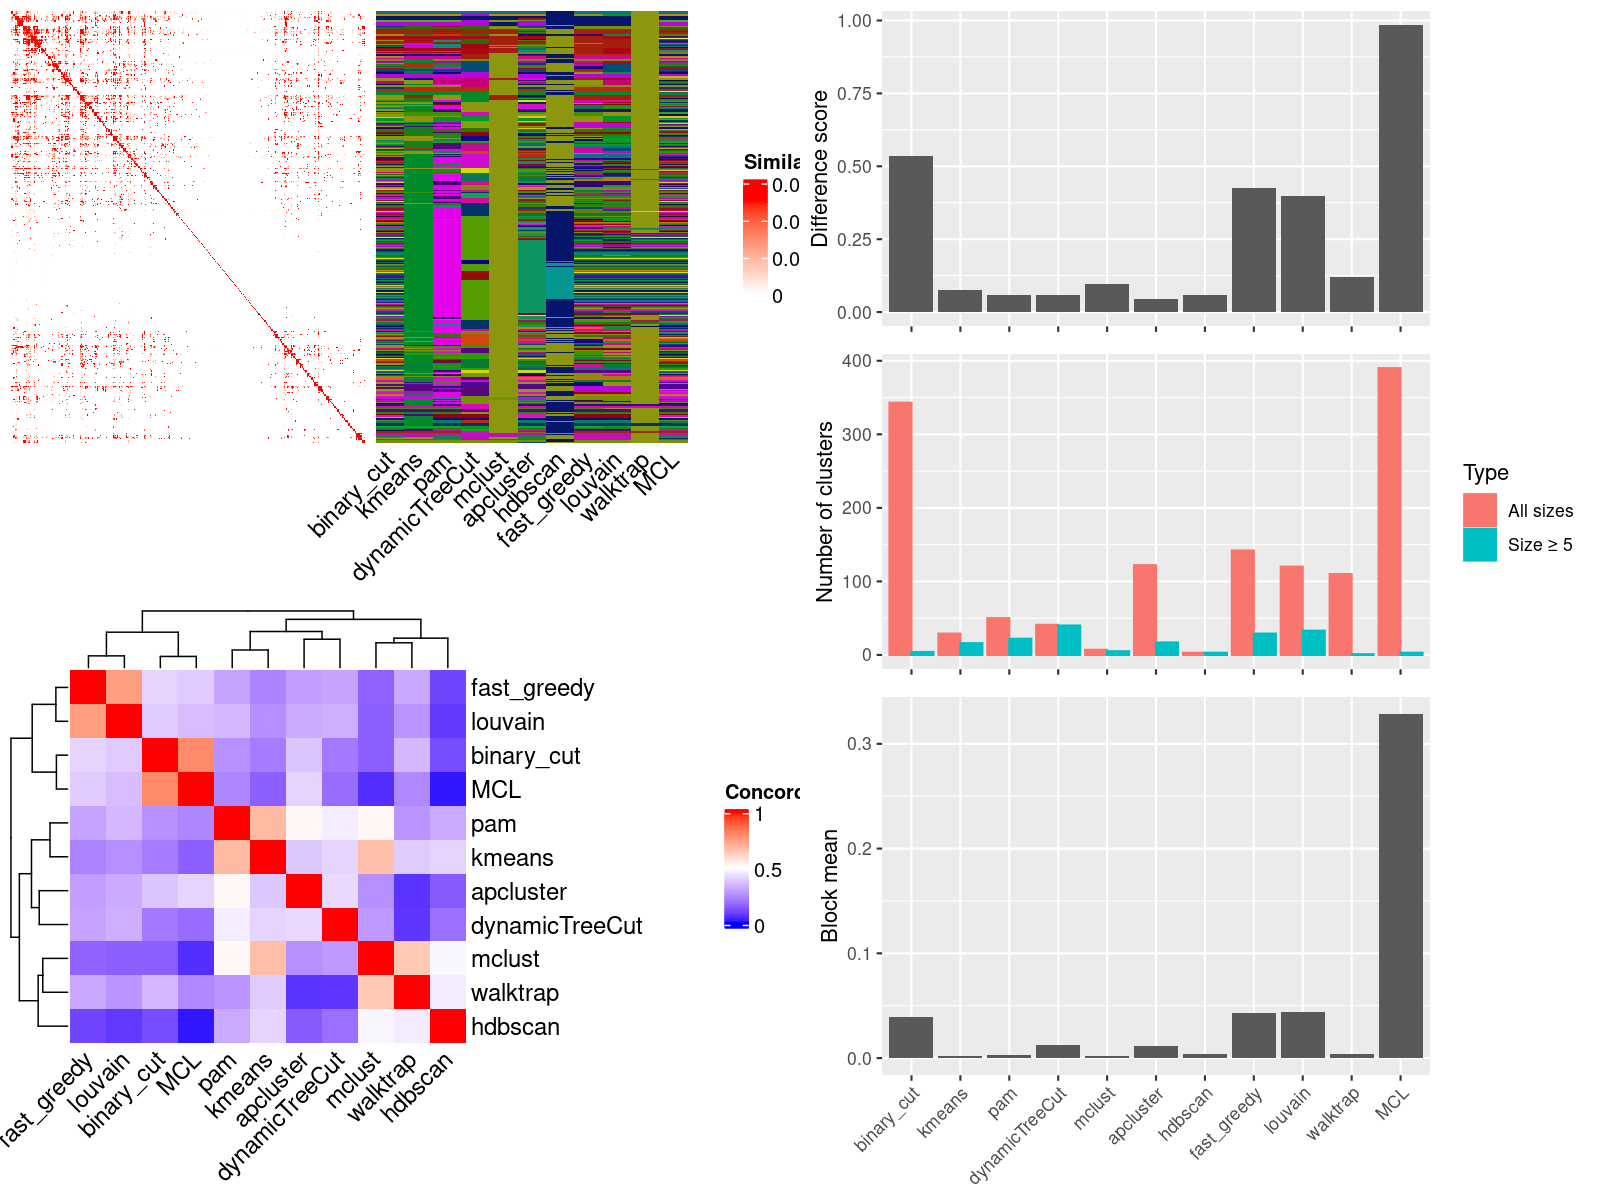 Simila
0.0
0.0
0.0
0
binary_cut
kmeans
pam
dynamicTreeCut
mclust
apcluster
hdbscan
fast_greedy
louvain
walktrap
MCL
fast_greedy
louvain
binary_cut
MCL
pam
kmeans
apcluster
dynamicTreeCut
mclust
walktrap
hdbscan
fast_greedy
louvain
binary_cut
MCL
pam
kmeans
apcluster
dynamicTreeCut
mclust
walktrap
hdbscan
Concord
1
0.5
0
Difference score
1.00
0.75
0.50
0.25
0.00
Number of clusters
400
300
200
100
0
Type
All sizes
Size ≥ 5
Block mean
0.3
0.2
0.1
0.0
binary_cut
kmeans
pam
dynamicTreeCut
mclust
apcluster
hdbscan
fast_greedy
louvain
walktrap
MCL